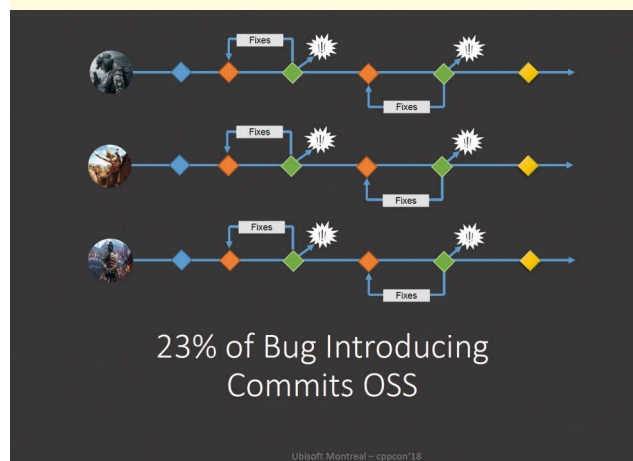 Fixes
!!!
!!!
Fixes
Fixes
!!!
!!!
Fixes
Fixes
!!!
!!!
Fixes
23% of Bug Introducing
Commits OSS
Ubisoft Montreal – cppcon'18